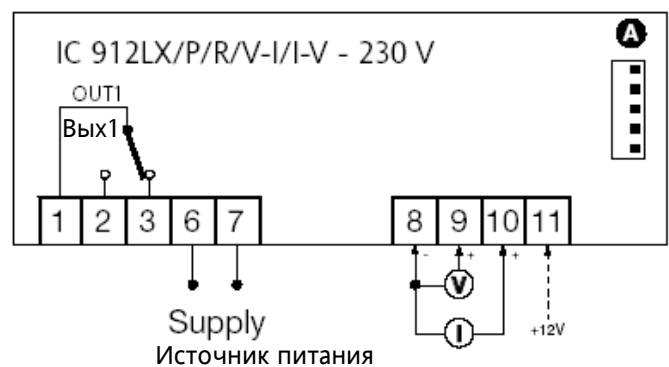 IC 912LX/P/R/V-I/I-V - 230 V
A
OUT1
Вых1
1 2 3 6 7 8 9 10 11
- + +
V
I
+12V
Supply
Источник питания